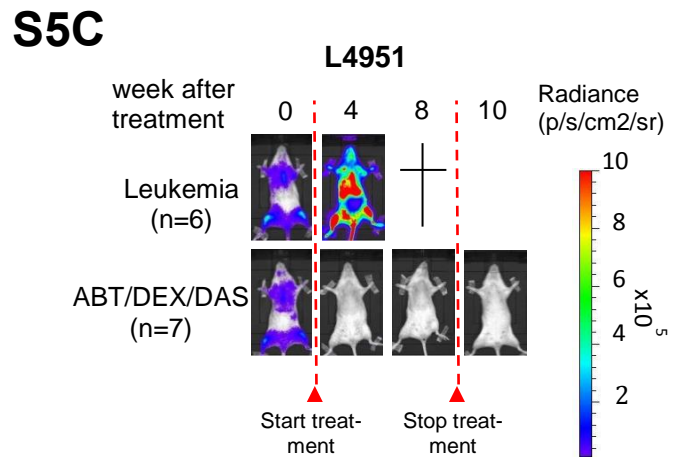 S5C
L4951
week after
treatment
0
4
8
10
Radiance
(p/s/cm2/sr)
Leukemia
(n=6)
ABT/DEX/DAS
(n=7)
10
8
6
4
2
x10
5
Start treat-
ment
Stop treat-
ment